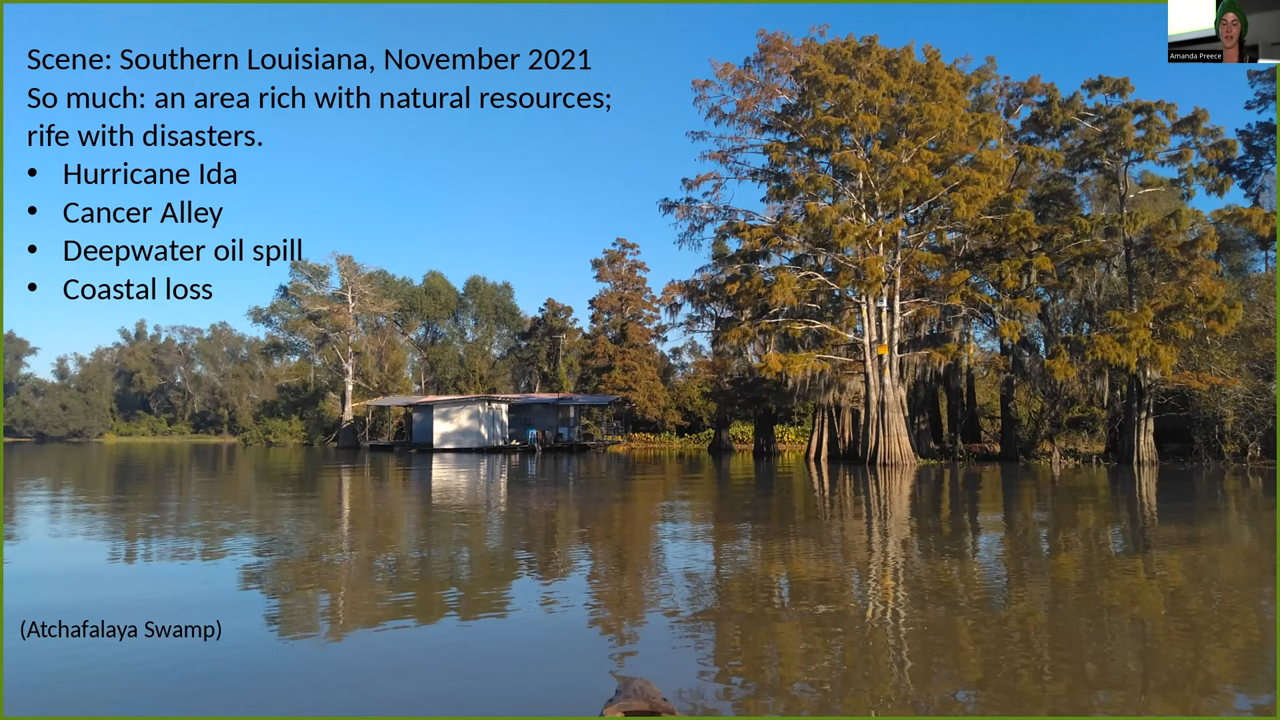 Scene: Southern Louisiana, November 2021
So much: an area rich with natural resources;
rife with disasters.
• Hurricane Ida
• Cancer Alley
• Deepwater oil spill
• Coastal loss
(Atchafalaya Swamp)
Amanda Preece